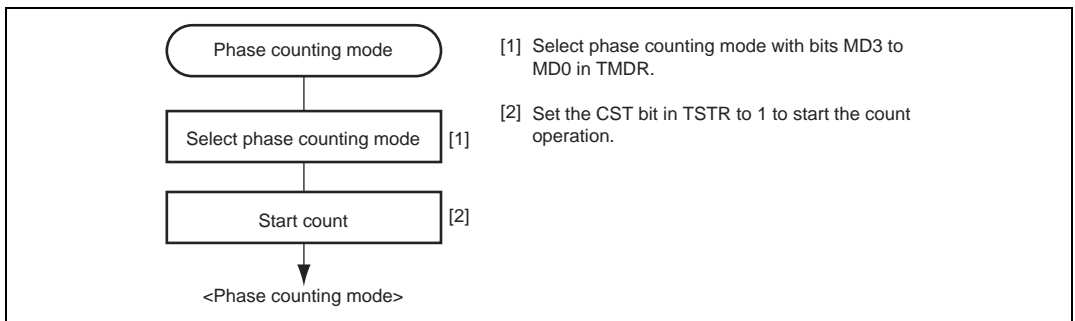 Phase counting mode
Select phase counting mode [1]
Start count [2]
<Phase counting mode>
[1] Select phase counting mode with bits MD3 to
MD0 in TMDR.
[2] Set the CST bit in TSTR to 1 to start the count
operation.